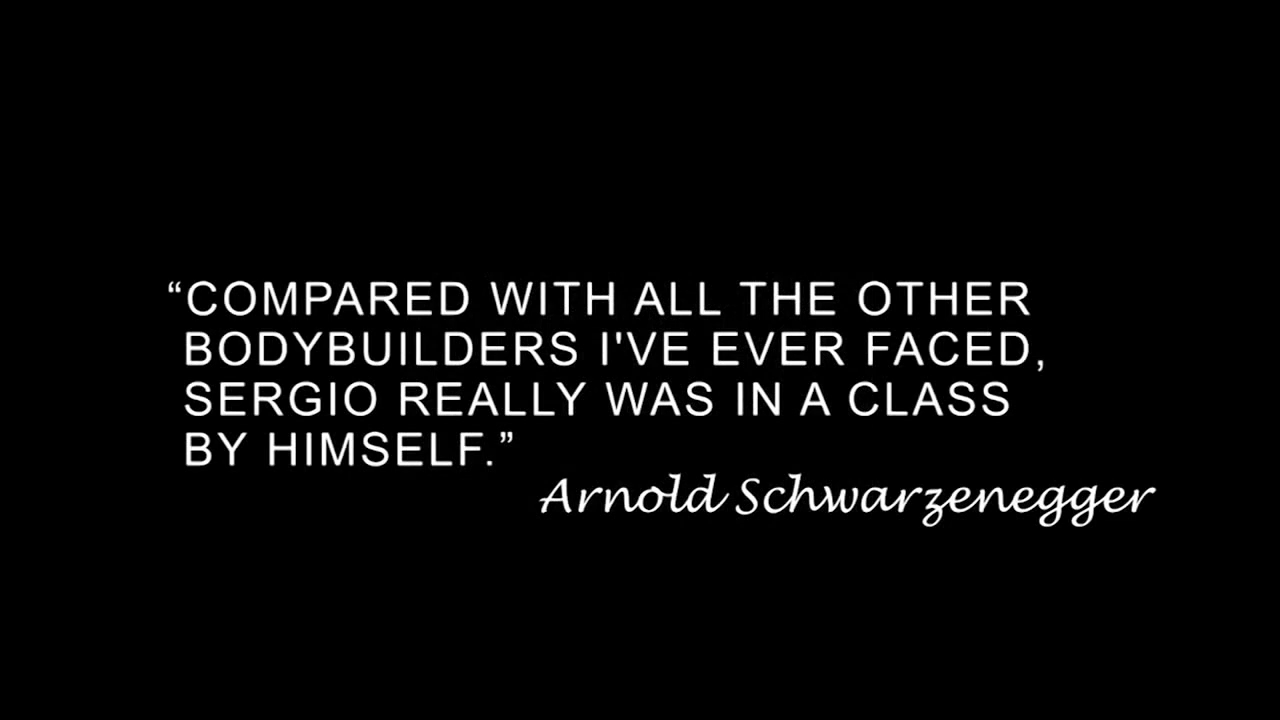 “COMPARED WITH ALL THE OTHER
BODYBUILDERS I'VE EVER FACED,
SERGIO REALLY WAS IN A CLASS
BY HIMSELF.”
Arnold Schwarzenegger